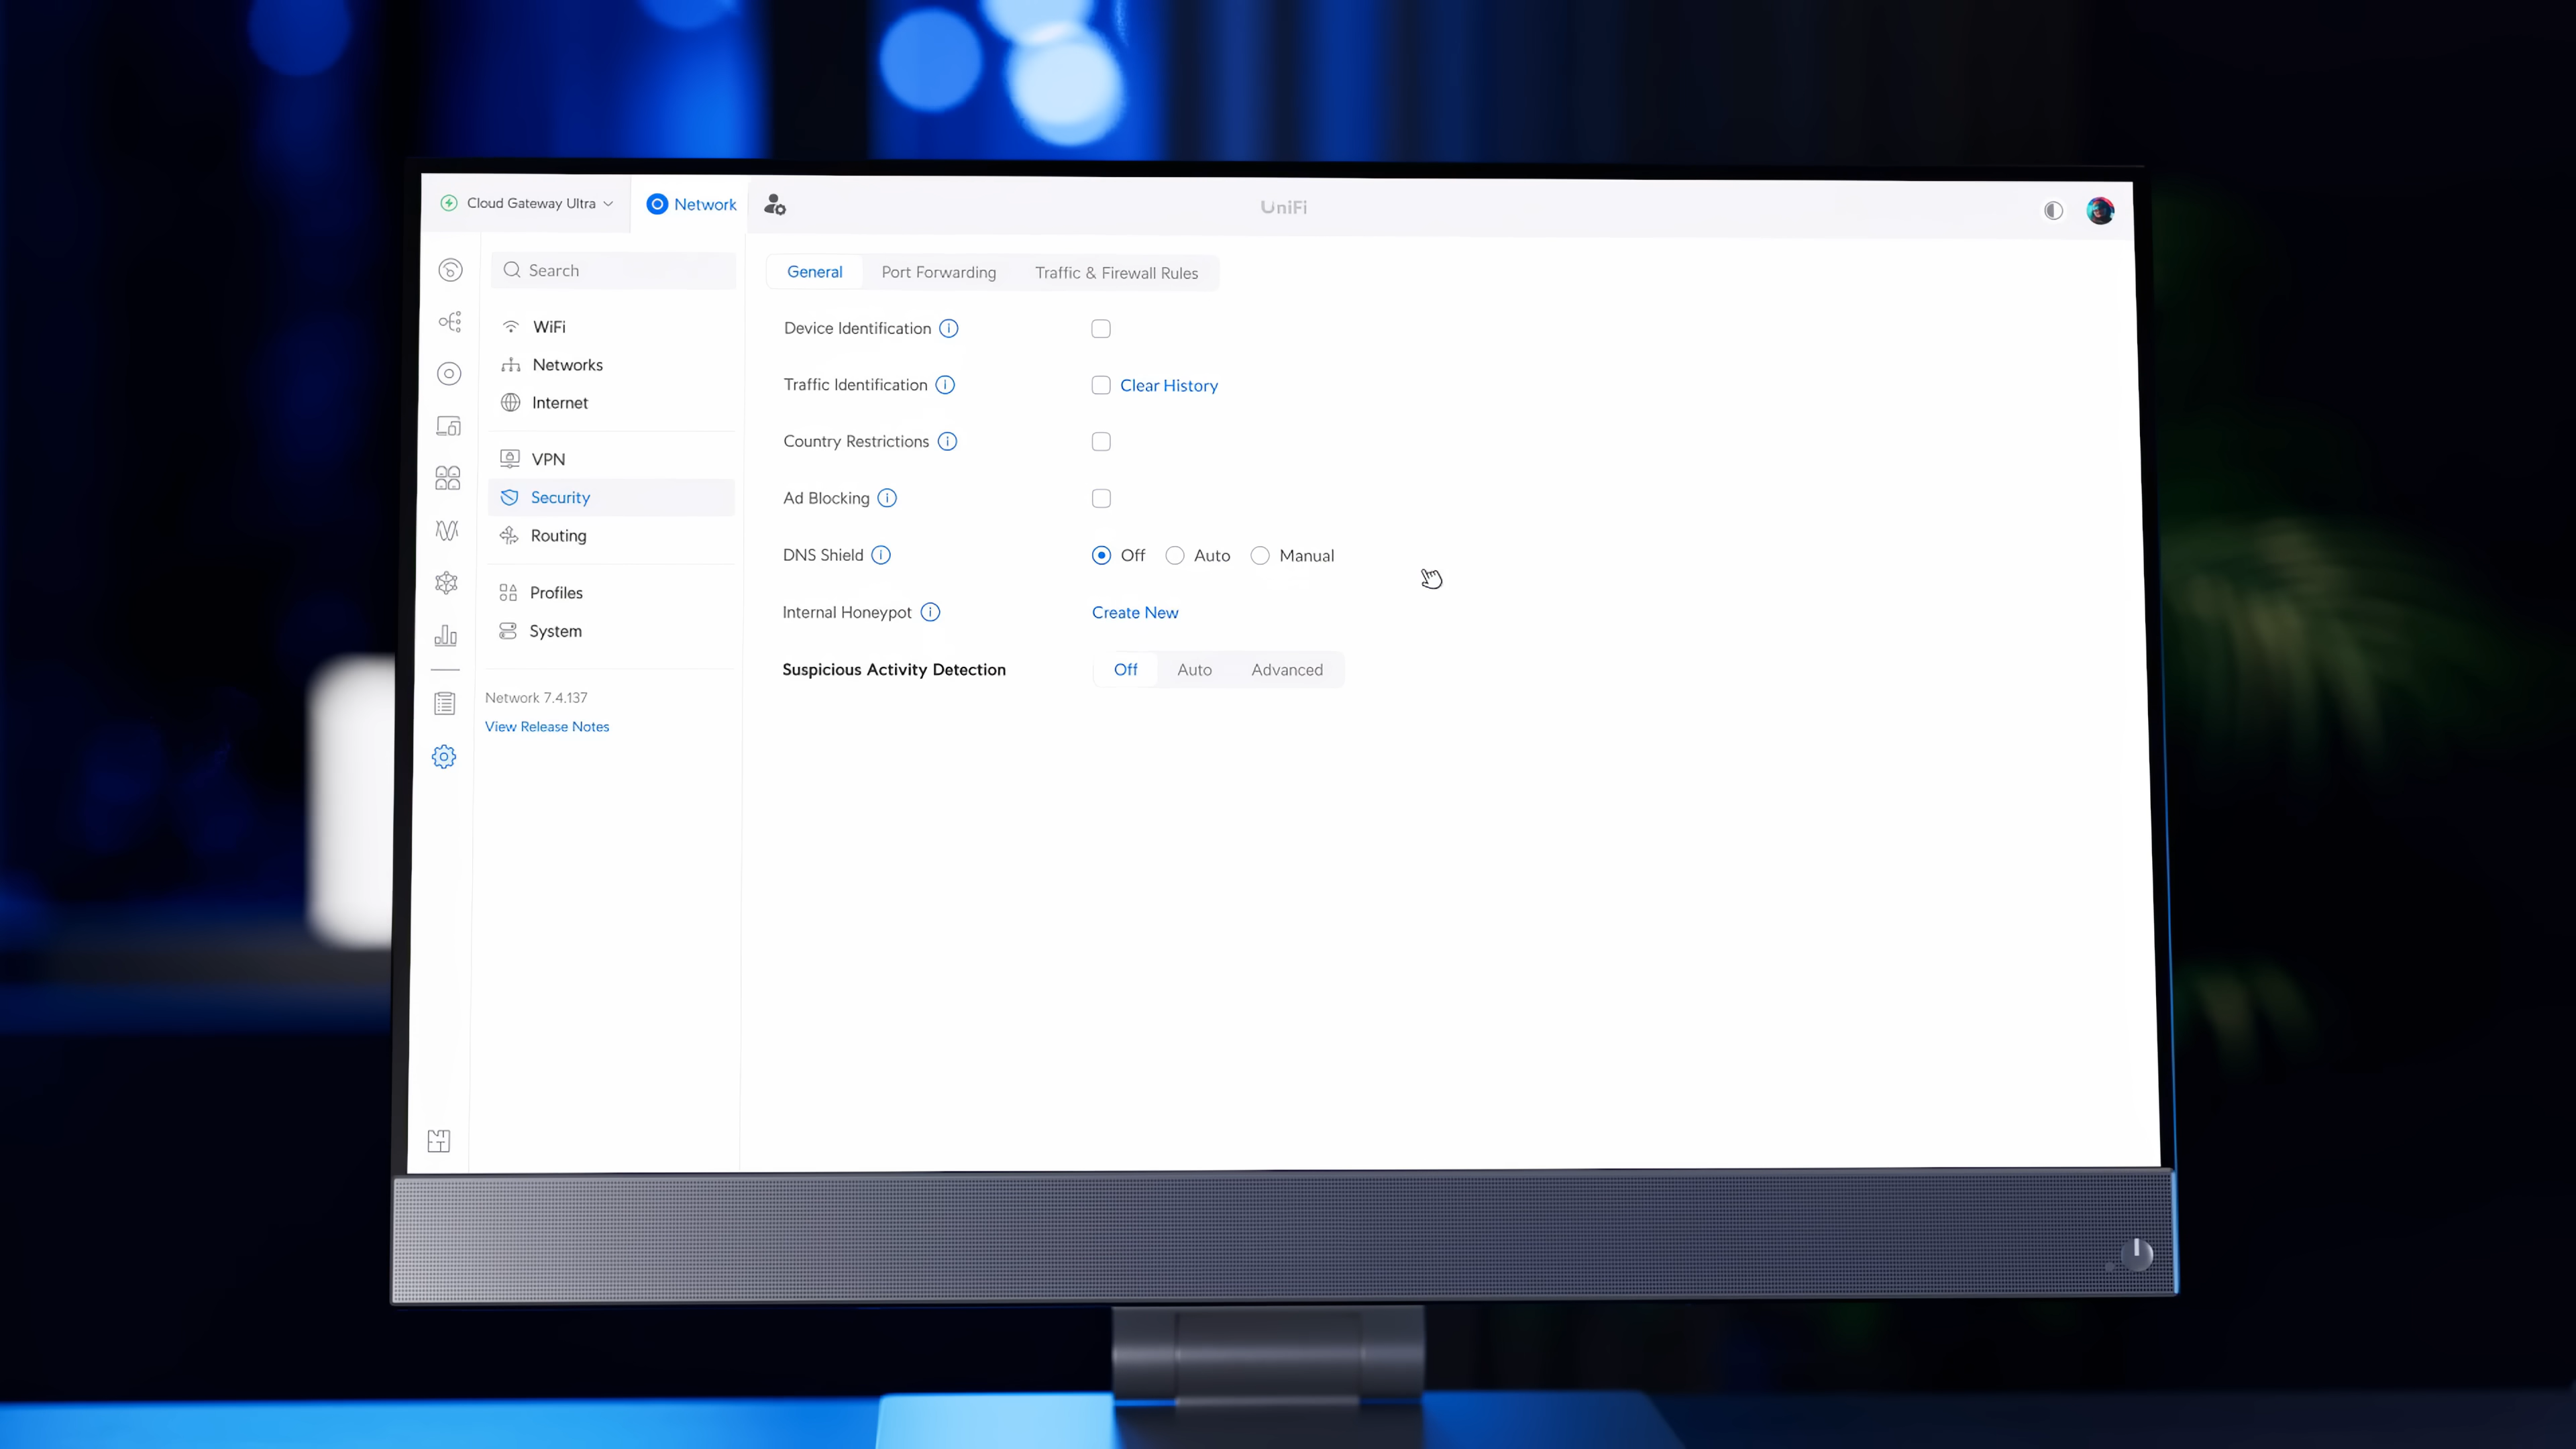 Cloud Gateway Ultra
Network
UniFi
Search
WiFi
Networks
Internet
VPN
Security
Routing
Profiles
System
Network 7.4.137
View Release Notes
General Port Forwarding Traffic & Firewall Rules
Device Identification
Traffic Identification Clear History
Country Restrictions
Ad Blocking
DNS Shield Off Auto Manual
Internal Honeypot Create New
Suspicious Activity Detection Off Auto Advanced